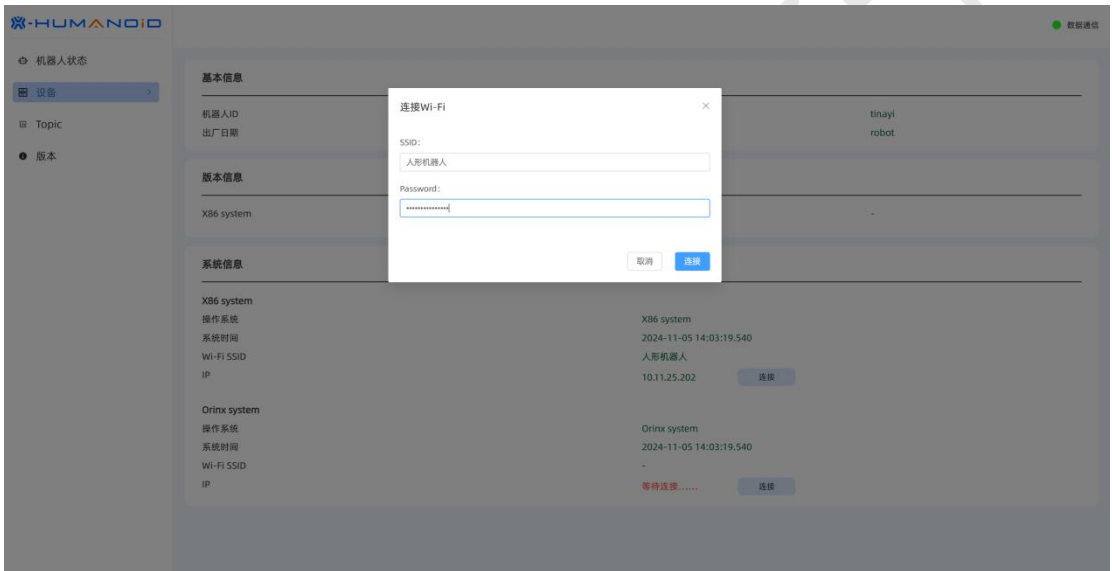 X-HUMANOID
数据通信
机器人状态
设备
Topic
版本
基本信息
机器人ID
tinayi
出厂日期
robot
连接Wi-Fi
SSID:
人形机器人
Password:
取消
连接
版本信息
X86 system
-
系统信息
X86 system
操作系统
X86 system
系统时间
2024-11-05 14:03:19.540
Wi-Fi SSID
人形机器人
IP
10.11.25.202
连接
Orinx system
操作系统
Orinx system
系统时间
2024-11-05 14:03:19.540
Wi-Fi SSID
-
IP
等待连接......
连接